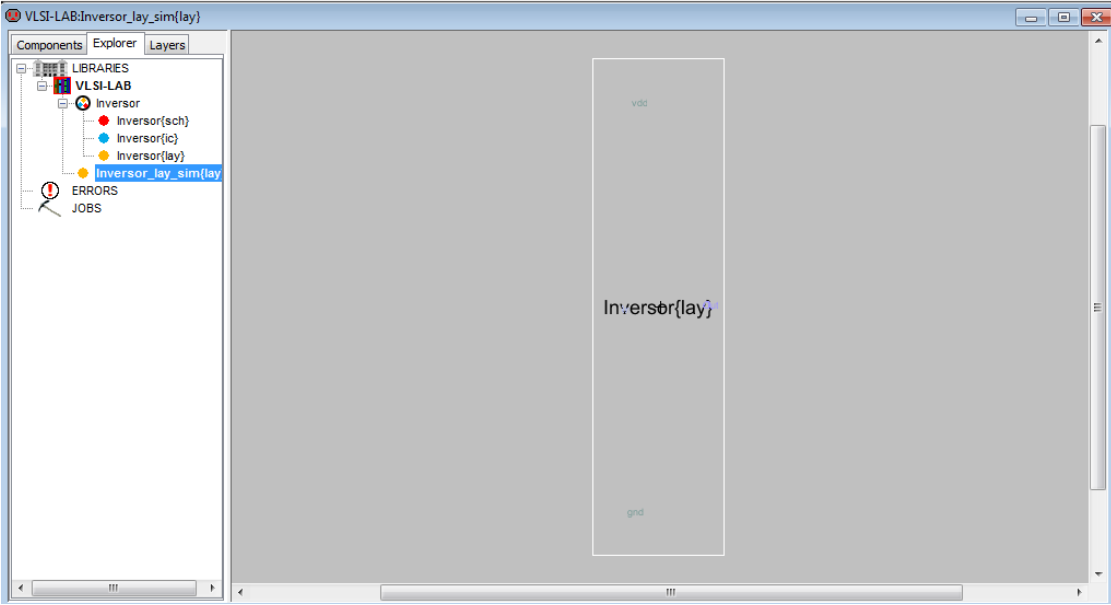 VLSI-LAB:Inversor_lay_sim{lay}
Components Explorer Layers
LIBRARIES
VLSI-LAB
Inversor
Inversor{sch}
Inversor{ic}
Inversor{lay}
Inversor_lay_sim{lay
ERRORS
JOBS
vdd
Inversor{lay}
gnd